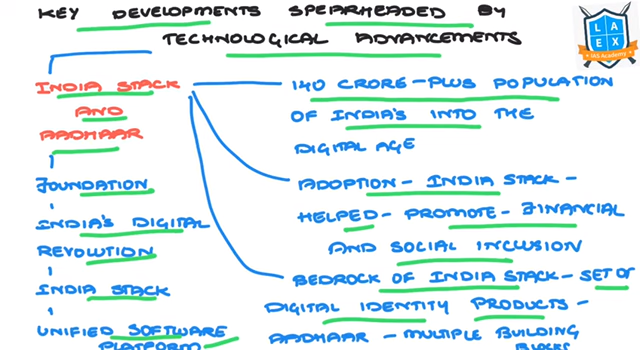 KEY DEVELOPMENTS SPEARHEADED BY
TECHNOLOGICAL ADVANCEMENTS
LAEX
IAS Academy
INDIA STACK
AND
AADHAAR
FOUNDATION
INDIA'S DIGITAL
REVOLUTION
INDIA STACK
UNIFIED SOFTWARE
PLATFORM
140 CRORE-PLUS POPULATION
OF INDIA'S INTO THE
DIGITAL AGE
ADOPTION - INDIA STACK -
HELPED - PROMOTE - FINANCIAL
AND SOCIAL INCLUSION
BEDROCK OF INDIA STACK - SET OF
DIGITAL IDENTITY PRODUCTS -
AADHAAR - MULTIPLE BUILDING
BLOCKS